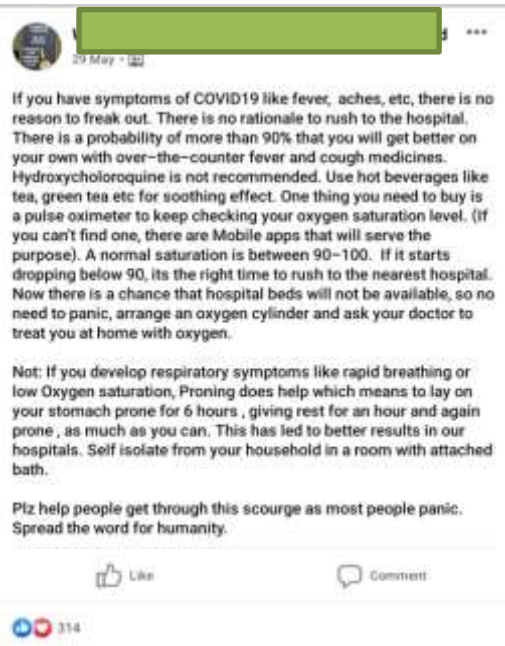 29 May
If you have symptoms of COVID19 like fever, aches, etc, there is no
reason to freak out. There is no rationale to rush to the hospital.
There is a probability of more than 90% that you will get better on
your own with over-the-counter fever and cough medicines.
Hydroxycholoroquine is not recommended. Use hot beverages like
tea, green tea etc for soothing effect. One thing you need to buy is
a pulse oximeter to keep checking your oxygen saturation level. (If
you can't find one, there are Mobile apps that will serve the
purpose). A normal saturation is between 90-100. If it starts
dropping below 90, its the right time to rush to the nearest hospital.
Now there is a chance that hospital beds will not be available, so no
need to panic, arrange an oxygen cylinder and ask your doctor to
treat you at home with oxygen.
Not: If you develop respiratory symptoms like rapid breathing or
low Oxygen saturation, Proning does help which means to lay on
your stomach prone for 6 hours , giving rest for an hour and again
prone , as much as you can. This has led to better results in our
hospitals. Self isolate from your household in a room with attached
bath.
Plz help people get through this scourge as most people panic.
Spread the word for humanity.
Like Comment
314